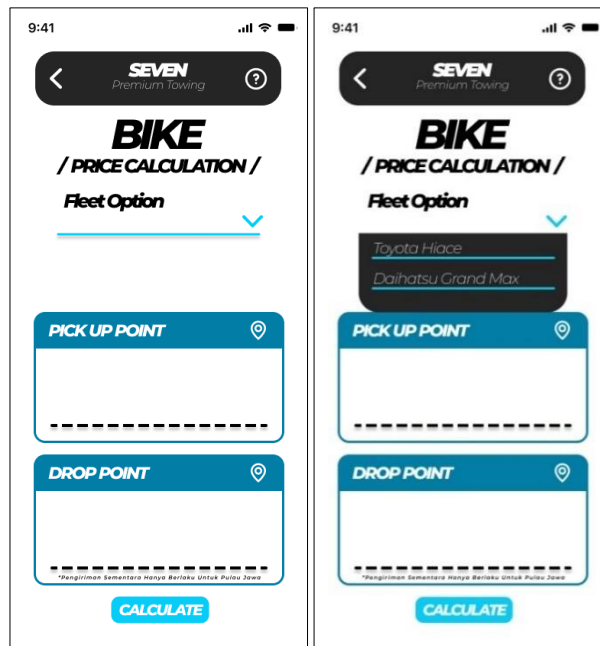 9:41
SEVEN
Premium Towing
BIKE
/ PRICE CALCULATION /
Fleet Option
PICK UP POINT
DROP POINT
*Pengiriman Sementara Hanya Berlaku Untuk Pulau Jawa
CALCULATE
9:41
SEVEN
Premium Towing
BIKE
/ PRICE CALCULATION /
Fleet Option
Toyota Hiace
Daihatsu Grand Max
PICK UP POINT
DROP POINT
*Pengiriman Sementara Hanya Berlaku Untuk Pulau Jawa
CALCULATE